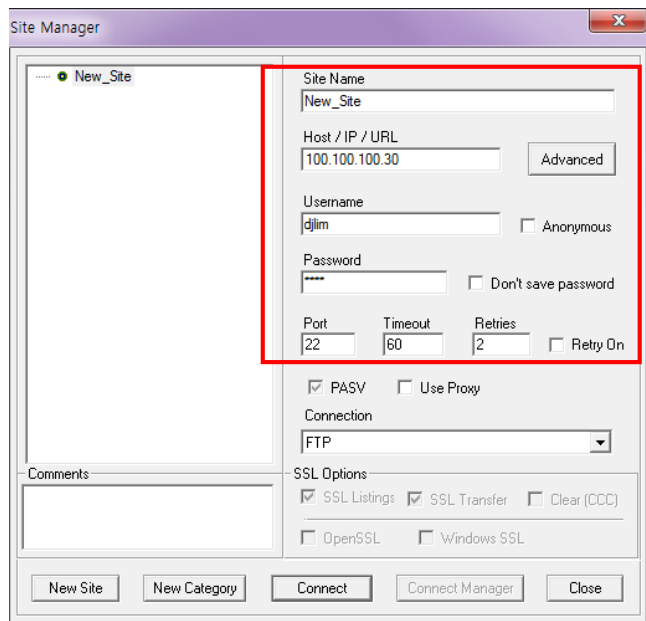 Site Manager
New_Site
Site Name
New_Site
Host / IP / URL
100.100.100.30
Advanced
Username
djlim
Anonymous
Password
****
Don't save password
Port Timeout Retries
22 60 2 Retry On
PASV Use Proxy
Connection
FTP
Comments
SSL Options
SSL Listings SSL Transfer Clear (CCC)
OpenSSL Windows SSL
New Site New Category Connect Connect Manager Close